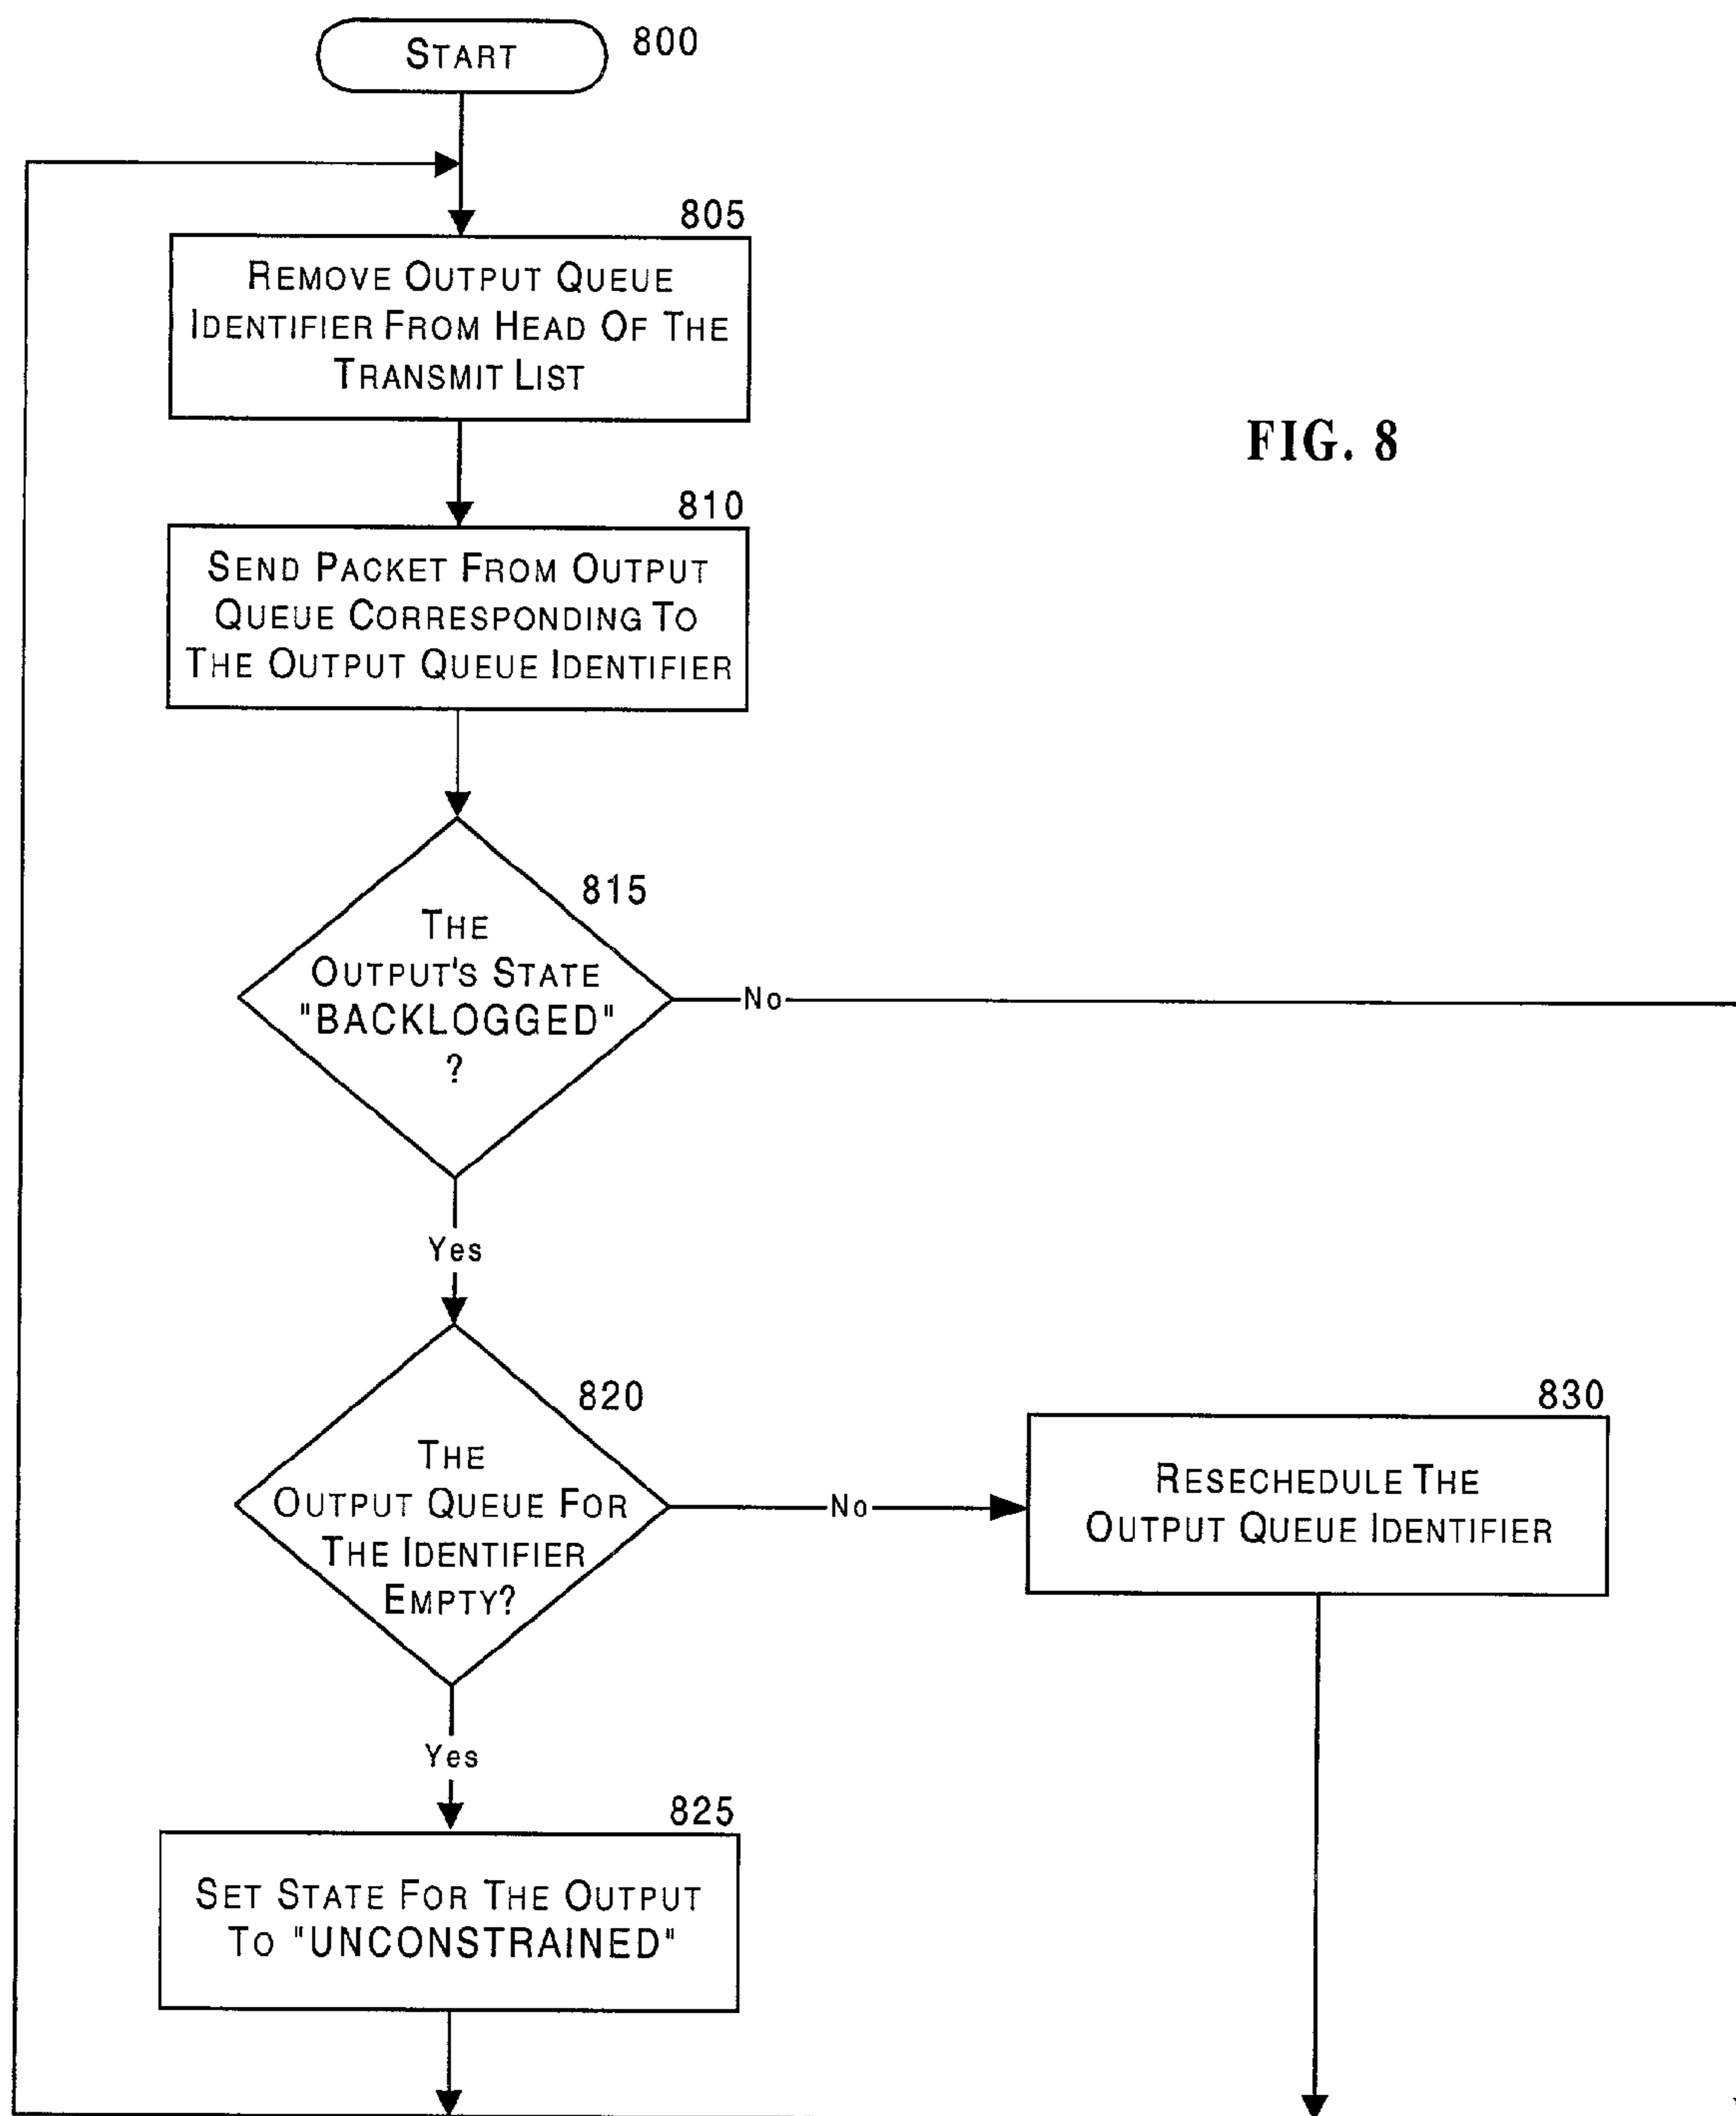 START
800
805
REMOVE OUTPUT QUEUE
IDENTIFIER FROM HEAD OF THE
TRANSMIT LIST
FIG. 8
810
SEND PACKET FROM OUTPUT
QUEUE CORRESPONDING TO
THE OUTPUT QUEUE IDENTIFIER
815
THE
OUTPUT'S STATE
"BACKLOGGED"
?
No
Yes
820
THE
OUTPUT QUEUE FOR
THE IDENTIFIER
EMPTY?
No
830
RESECHEDULE THE
OUTPUT QUEUE IDENTIFIER
Yes
825
SET STATE FOR THE OUTPUT
TO "UNCONSTRAINED"